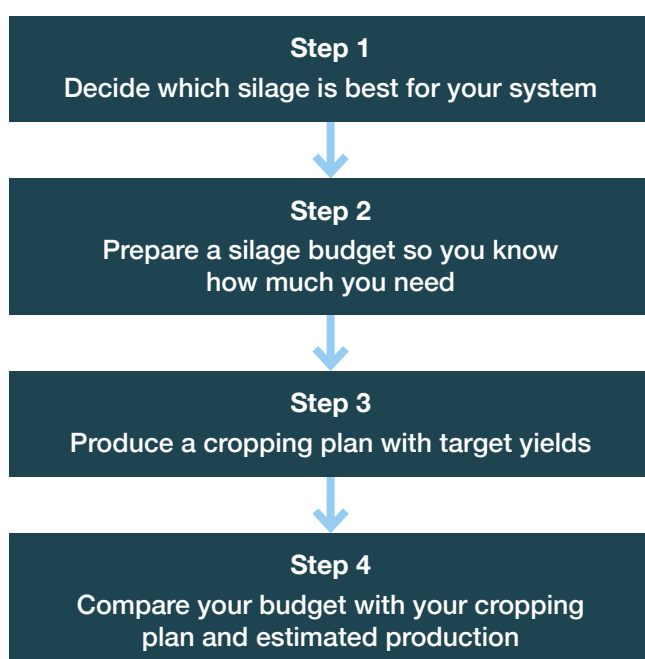 Step 1
Decide which silage is best for your system
Step 2
Prepare a silage budget so you know
how much you need
Step 3
Produce a cropping plan with target yields
Step 4
Compare your budget with your cropping
plan and estimated production